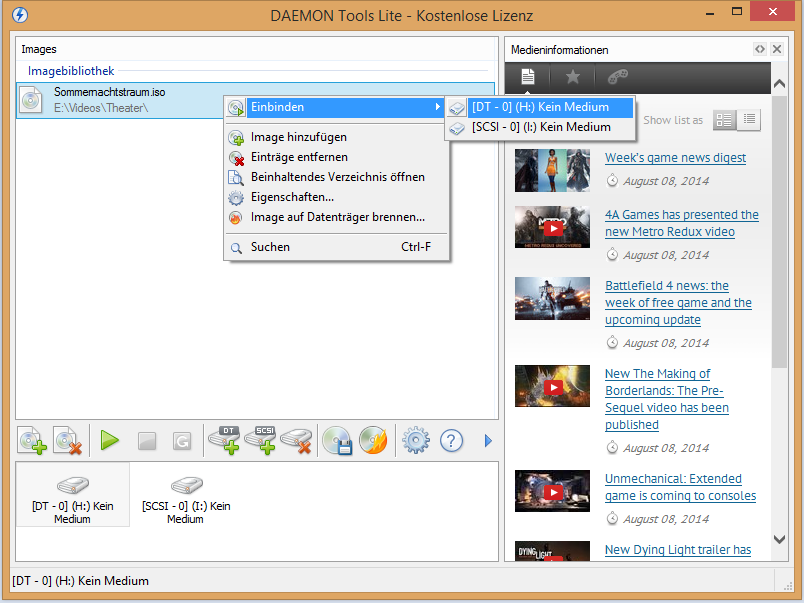 DAEMON Tools Lite - Kostenlose Lizenz
Images
Imagebibliothek
Sommernachtstraum.iso
E:\Videos\Theater\
Einbinden
Image hinzufügen
Einträge entfernen
Beinhaltendes Verzeichnis öffnen
Eigenschaften...
Image auf Datenträger brennen...
Suchen Ctrl-F
[DT - 0] (H:) Kein Medium
[SCSI - 0] (I:) Kein Medium
DT
SCSI
[DT - 0] (H:) Kein
Medium
[SCSI - 0] (I:) Kein
Medium
Medieninformationen
Show list as
Week's game news digest
August 08, 2014
4A Games has presented the
new Metro Redux video
August 08, 2014
METRO
METRO REDUX UNCOVERED
Battlefield 4 news: the
week of free game and the
upcoming update
August 08, 2014
New The Making of
Borderlands: The Pre-
Sequel video has been
published
August 08, 2014
Unmechanical: Extended
game is coming to consoles
August 08, 2014
DYING LIGHT
New Dying Light trailer has
[DT - 0] (H:) Kein Medium